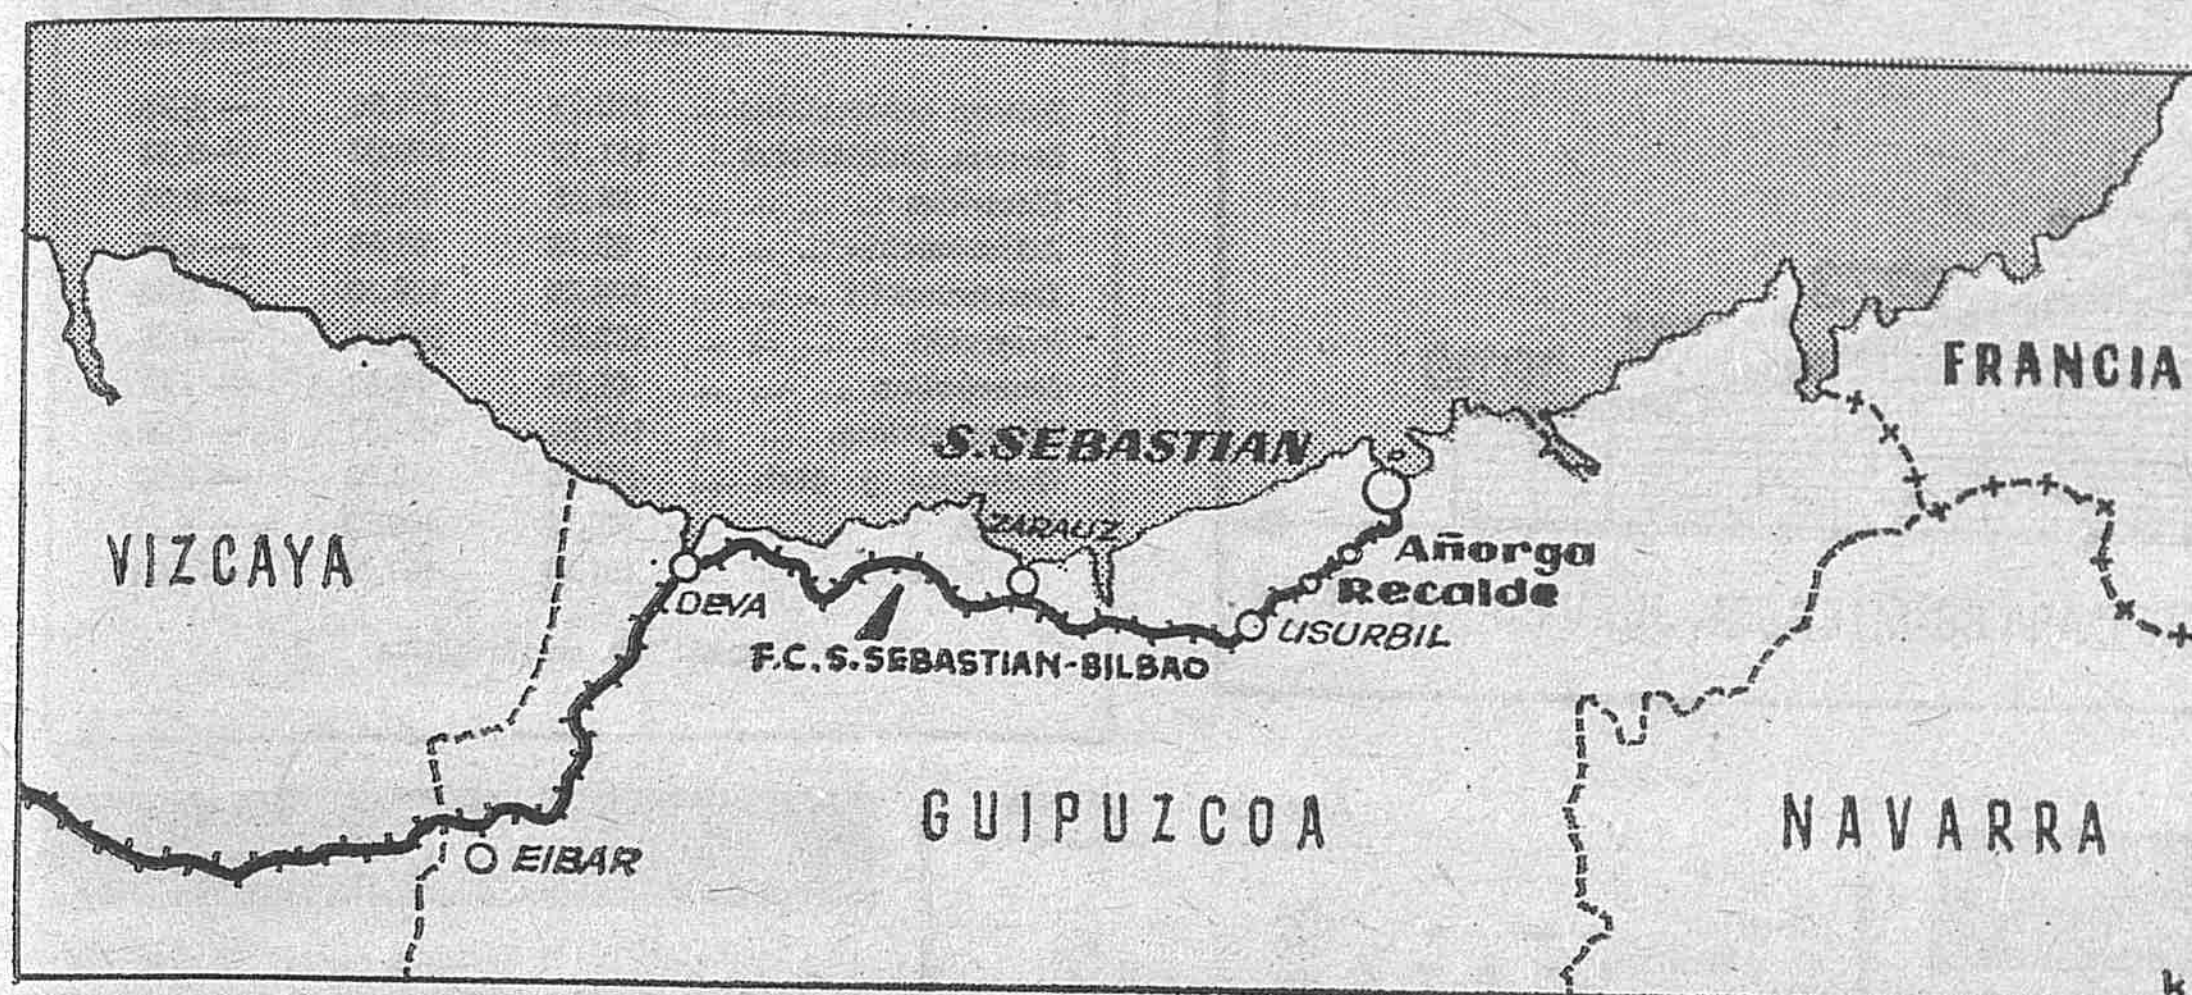 FRANCIA
S.SEBASTIAN
ZARAUZ
VIZCAYA
Añorga
Recalde
DEVA
USURBIL
F.C.S.SEBASTIAN-BILBAO
GUIPUZCOA
NAVARRA
EIBAR